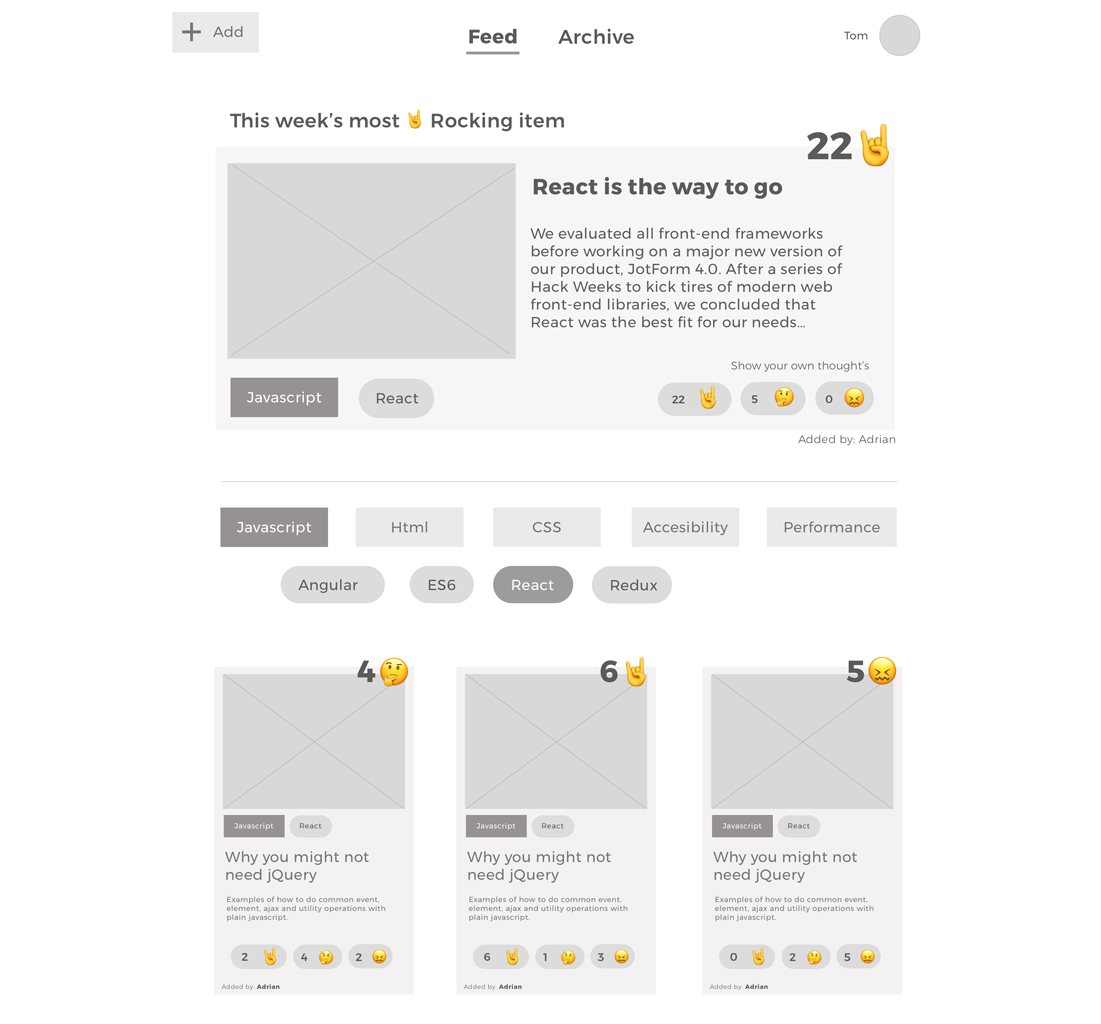 Add
Feed Archive
Tom
This week's most 🤘 Rocking item
22🤘
React is the way to go
We evaluated all front-end frameworks
before working on a major new version of
our product, JotForm 4.0. After a series of
Hack Weeks to kick tires of modern web
front-end libraries, we concluded that
React was the best fit for our needs...
Show your own thought's
Javascript React
22 🤘 5 🤔 0 😖
Added by: Adrian
Javascript Html CSS Accesibility Performance
Angular ES6 React Redux
4🤔
Javascript React
Why you might not
need jQuery
Examples of how to do common event,
element, ajax and utility operations with
plain javascript.
2 🤘 4 🤔 2 😖
Added by: Adrian
6🤘
Javascript React
Why you might not
need jQuery
Examples of how to do common event,
element, ajax and utility operations with
plain javascript.
6 🤘 1 🤔 3 😖
Added by: Adrian
5😖
Javascript React
Why you might not
need jQuery
Examples of how to do common event,
element, ajax and utility operations with
plain javascript.
0 🤘 2 🤔 5 😖
Added by: Adrian